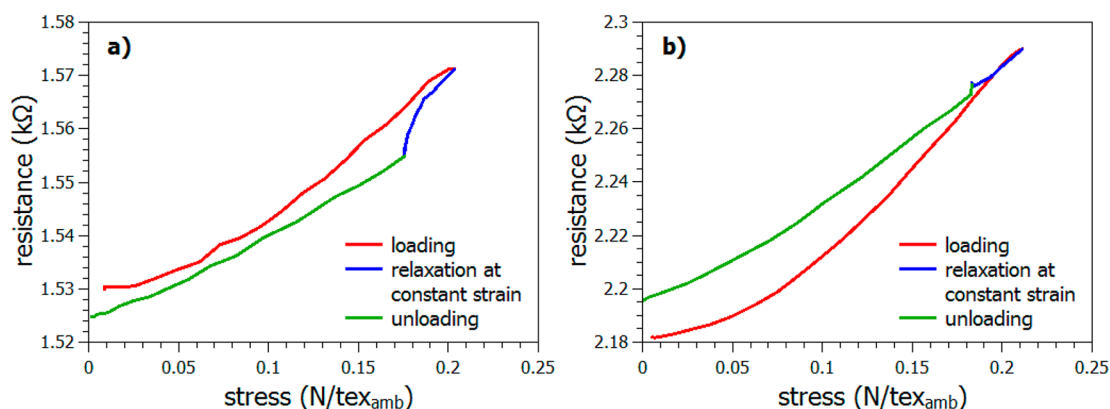 a)
resistance (kΩ)
1.58
1.57
1.56
1.55
1.54
1.53
1.52
0
0.05
0.1
0.15
0.2
0.25
stress (N/tex_amb)
loading
relaxation at
constant strain
unloading
b)
resistance (kΩ)
2.3
2.28
2.26
2.24
2.22
2.2
2.18
0
0.05
0.1
0.15
0.2
0.25
stress (N/tex_amb)
loading
relaxation at
constant strain
unloading